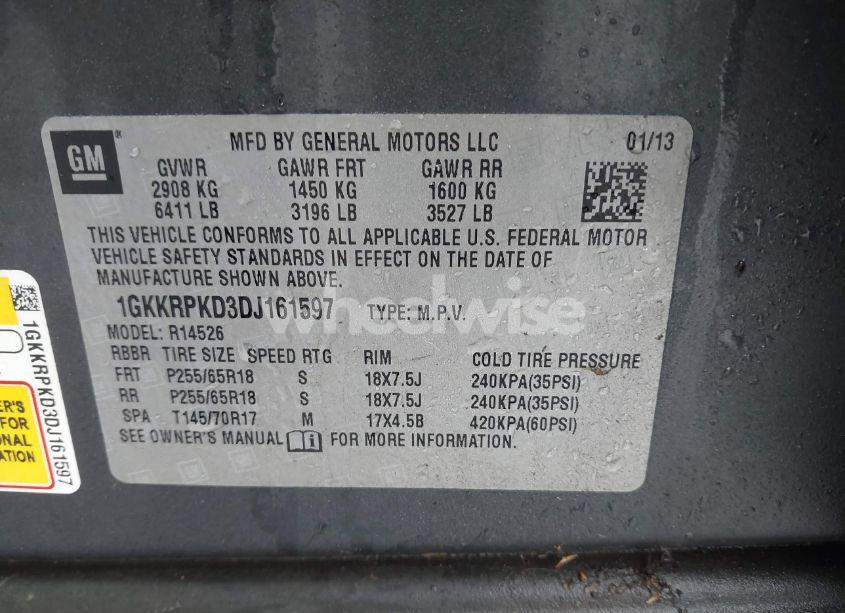 GM
MFD BY GENERAL MOTORS LLC 01/13
GVWR GAWR FRT GAWR RR
2908 KG 1450 KG 1600 KG
6411 LB 3196 LB 3527 LB
THIS VEHICLE CONFORMS TO ALL APPLICABLE U.S. FEDERAL MOTOR
VEHICLE SAFETY STANDARDS IN EFFECT ON THE DATE OF
MANUFACTURE SHOWN ABOVE.
1GKKRPKD3DJ161597 TYPE: M.P.V.
MODEL: R14526
RBBR TIRE SIZE SPEED RTG RIM COLD TIRE PRESSURE
FRT P255/65R18 S 18X7.5J 240KPA(35PSI)
RR P255/65R18 S 18X7.5J 240KPA(35PSI)
SPA T145/70R17 M 17X4.5B 420KPA(60PSI)
SEE OWNER'S MANUAL FOR MORE INFORMATION.
wheelwise
1GKKRPKD3DJ161597
ER'S
FOR
ONAL
ATION